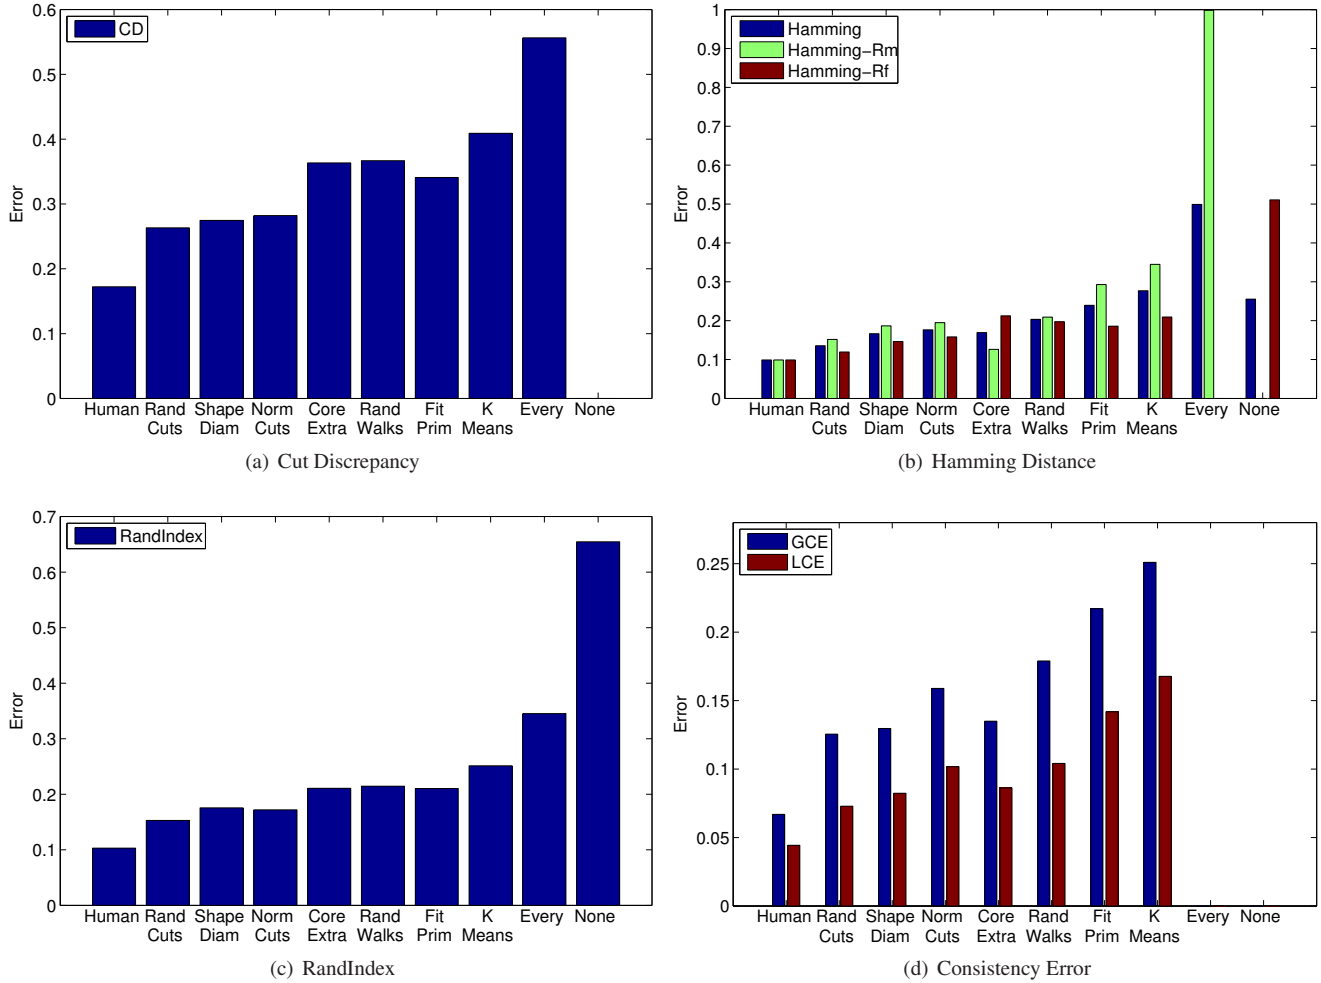 0.6
CD
0.5
0.4
0.3
0.2
0.1
0
Error
Human Rand Shape Norm Core Rand Fit K Every None
Cuts Diam Cuts Extra Walks Prim Means
(a) Cut Discrepancy
1
Hamming
Hamming-Rm
Hamming-Rf
0.9
0.8
0.7
0.6
0.5
0.4
0.3
0.2
0.1
0
Error
Human Rand Shape Norm Core Rand Fit K Every None
Cuts Diam Cuts Extra Walks Prim Means
(b) Hamming Distance
0.7
RandIndex
0.6
0.5
0.4
0.3
0.2
0.1
0
Error
Human Rand Shape Norm Core Rand Fit K Every None
Cuts Diam Cuts Extra Walks Prim Means
(c) RandIndex
GCE
LCE
0.25
0.2
0.15
0.1
0.05
0
Error
Human Rand Shape Norm Core Rand Fit K Every None
Cuts Diam Cuts Extra Walks Prim Means
(d) Consistency Error